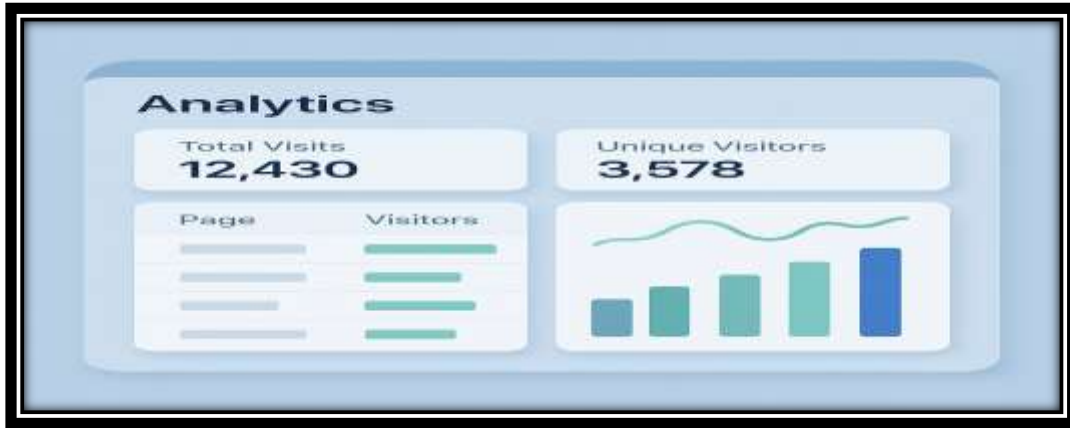 Analytics
Total Visits
12,430
Unique Visitors
3,578
Page Visitors